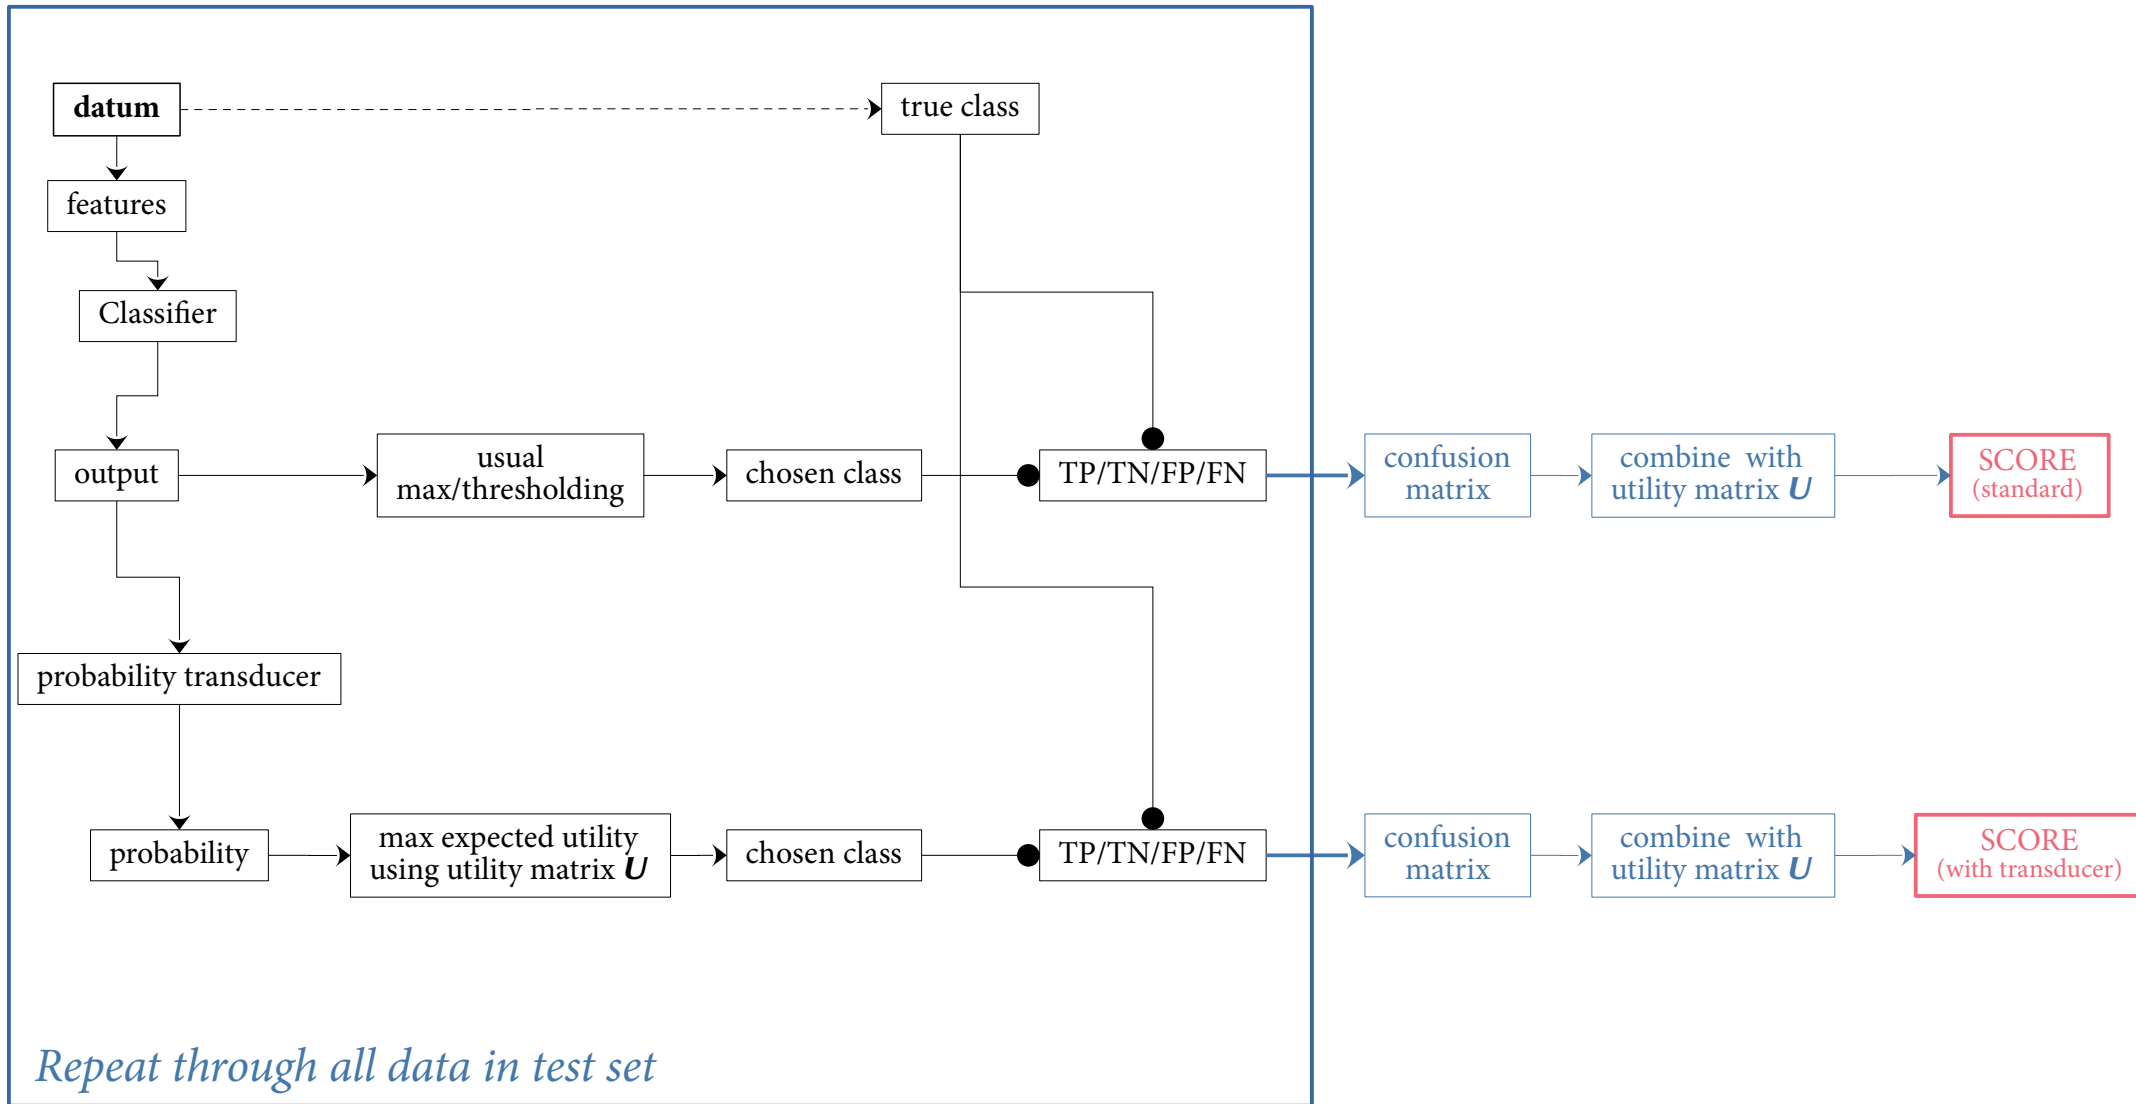 datum
true class
features
Classifier
output
usual
max/thresholding
chosen class
TP/TN/FP/FN
confusion
matrix
combine with
utility matrix U
SCORE
(standard)
probability transducer
probability
max expected utility
using utility matrix U
chosen class
TP/TN/FP/FN
confusion
matrix
combine with
utility matrix U
SCORE
(with transducer)
Repeat through all data in test set